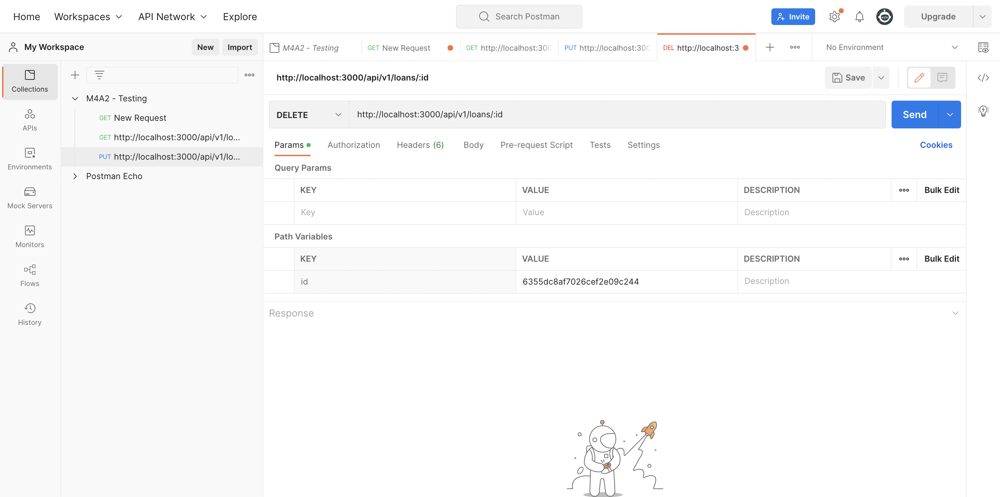 Home Workspaces API Network Explore Search Postman Invite Upgrade
My Workspace New Import M4A2 - Testing GET New Request GET http://localhost:300 PUT http://localhost:300 DEL http://localhost:3 No Environment
Collections
APIs
Environments
Mock Servers
Monitors
Flows
History
M4A2 - Testing
GET New Request
GET http://localhost:3000/api/v1/lo...
PUT http://localhost:3000/api/v1/lo...
Postman Echo
http://localhost:3000/api/v1/loans/:id Save
DELETE http://localhost:3000/api/v1/loans/:id Send
Params Authorization Headers (6) Body Pre-request Script Tests Settings Cookies
Query Params
KEY VALUE DESCRIPTION Bulk Edit
Key Value Description
Path Variables
KEY VALUE DESCRIPTION Bulk Edit
id 6355dc8af7026cef2e09c244 Description
Response